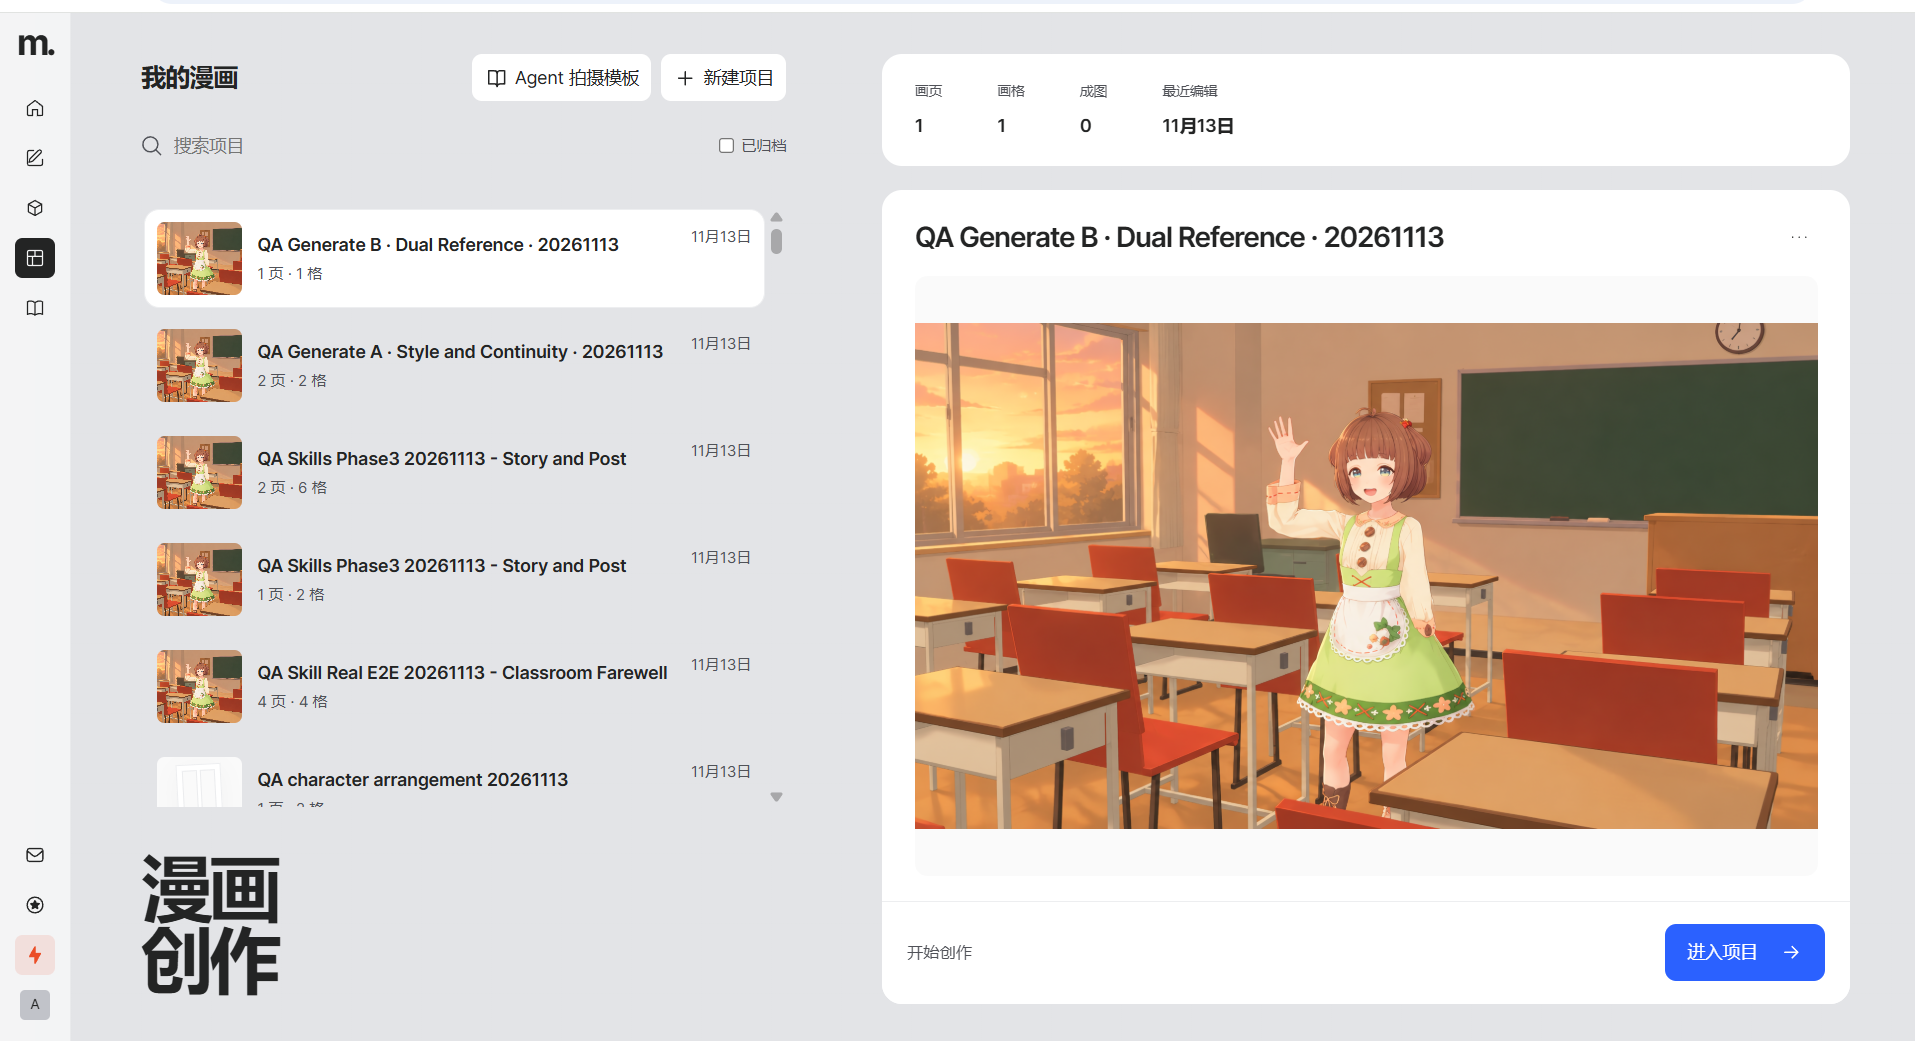 m.
我的漫画
Agent 拍摄模板
新建项目
搜索项目
已归档
QA Generate B · Dual Reference · 20261113
11月13日
1 页 · 1 格
QA Generate A · Style and Continuity · 20261113
11月13日
2 页 · 2 格
QA Skills Phase3 20261113 - Story and Post
11月13日
2 页 · 6 格
QA Skills Phase3 20261113 - Story and Post
11月13日
1 页 · 2 格
QA Skill Real E2E 20261113 - Classroom Farewell
11月13日
4 页 · 4 格
QA character arrangement 20261113
11月13日
漫画
创作
A
画页 画格 成图 最近编辑
1 1 0 11月13日
QA Generate B · Dual Reference · 20261113
...
开始创作
进入项目